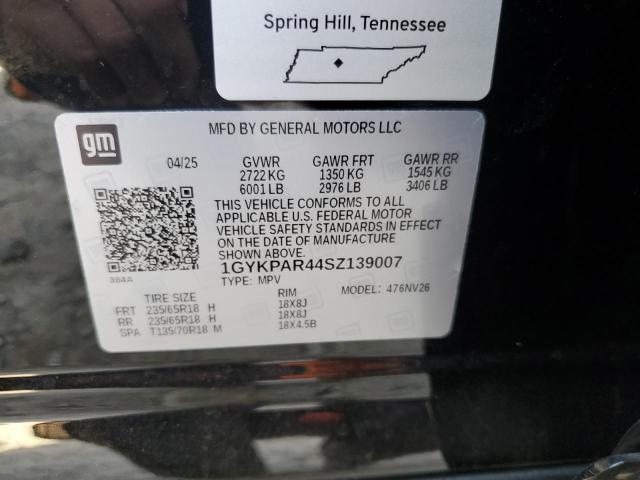 Spring Hill, Tennessee
gm
MFD BY GENERAL MOTORS LLC
04/25 GVWR GAWR FRT GAWR RR
2722 KG 1350 KG 1545 KG
6001 LB 2976 LB 3406 LB
THIS VEHICLE CONFORMS TO ALL
APPLICABLE U.S. FEDERAL MOTOR
VEHICLE SAFETY STANDARDS IN EFFECT
ON THE DATE OF MANUFACTURE
SHOWN ABOVE.
384A 1GYKPAR44SZ139007
TYPE: MPV MODEL: 476NV26
TIRE SIZE RIM
FRT 235/65R18 H 18X8J
RR 235/65R18 H 18X8J
SPA T135/70R18 M 18X4.5B